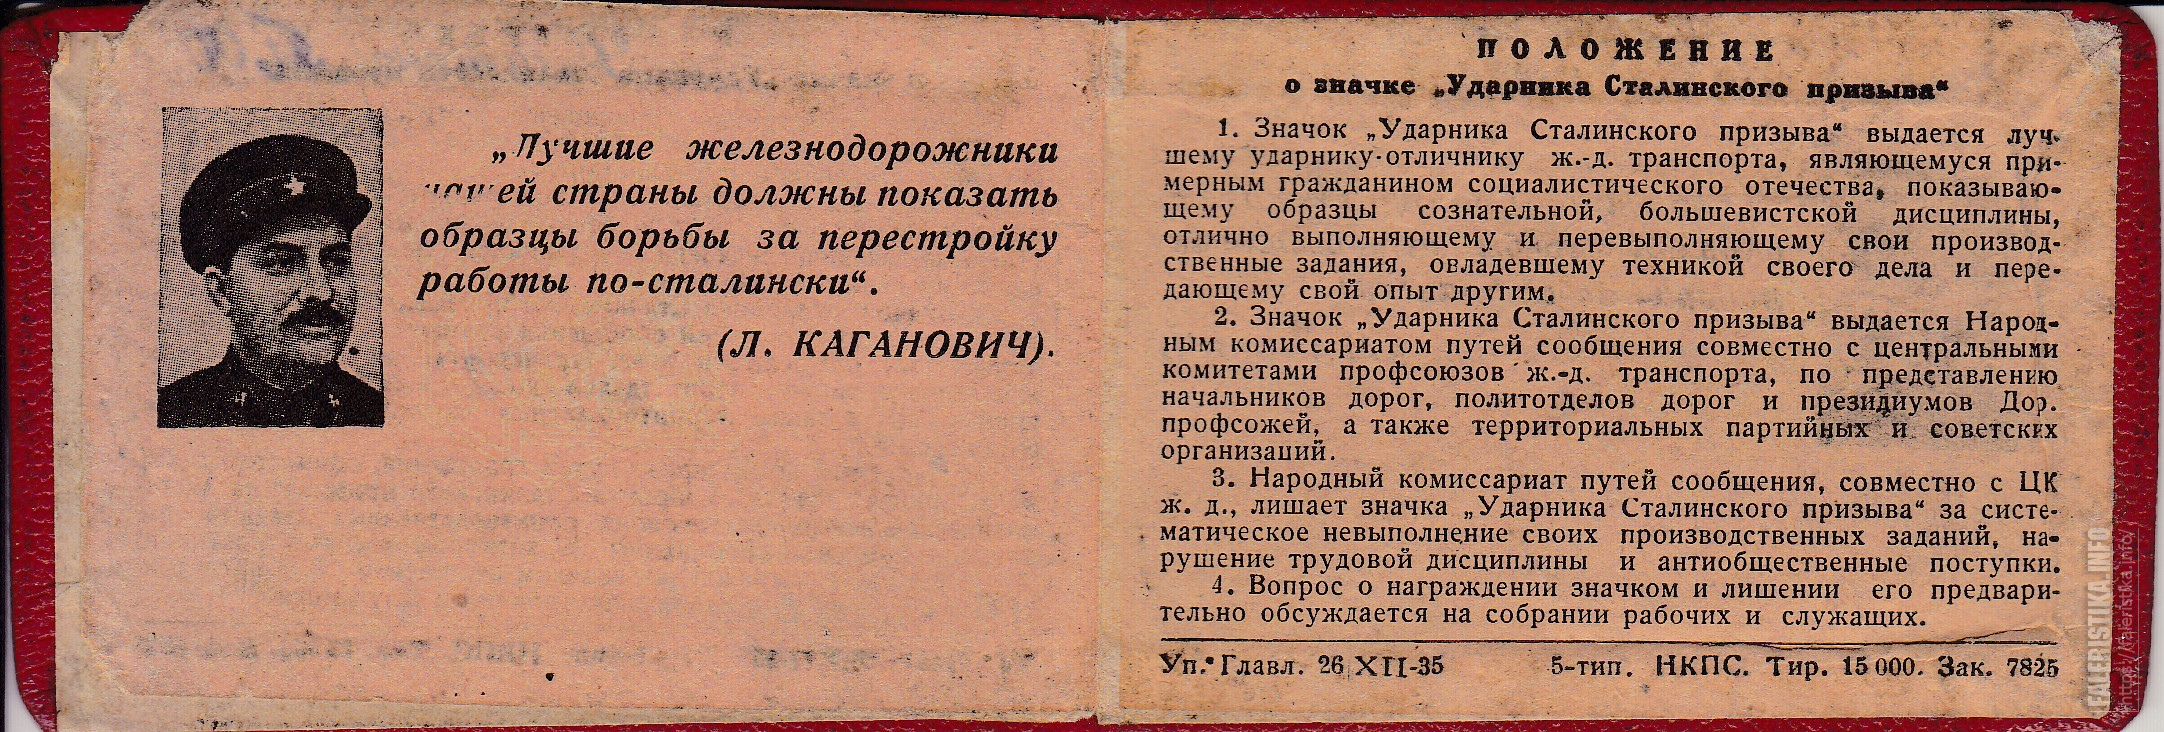 „Лучшие железнодорожники
нашей страны должны показать
образцы борьбы за перестройку
работы по-сталински“.
(Л. КАГАНОВИЧ).
ПОЛОЖЕНИЕ
о значке „Ударника Сталинского призыва“
1. Значок „Ударника Сталинского призыва“ выдается луч-
шему ударнику-отличнику ж.-д. транспорта, являющемуся при-
мерным гражданином социалистического отечества, показываю-
щему образцы сознательной, большевистской дисциплины,
отлично выполняющему и перевыполняющему свои производ-
ственные задания, овладевшему техникой своего дела и пере-
дающему свой опыт другим.
2. Значок „Ударника Сталинского призыва“ выдается Народ-
ным комиссариатом путей сообщения совместно с центральными
комитетами профсоюзов ж.-д. транспорта, по представлению
начальников дорог, политотделов дорог и президиумов Дор.
профсожей, а также территориальных партийных и советских
организаций.
3. Народный комиссариат путей сообщения, совместно с ЦК
ж. д., лишает значка „Ударника Сталинского призыва“ за систе-
матическое невыполнение своих производственных заданий, на-
рушение трудовой дисциплины и антиобщественные поступки.
4. Вопрос о награждении значком и лишении его предвари-
тельно обсуждается на собрании рабочих и служащих.
Уп. Главл. 26|XII-35 5-тип. НКПС. Тир. 15 000. Зак. 7825
FALERISTIKA.INFO
https://faleristika.info/